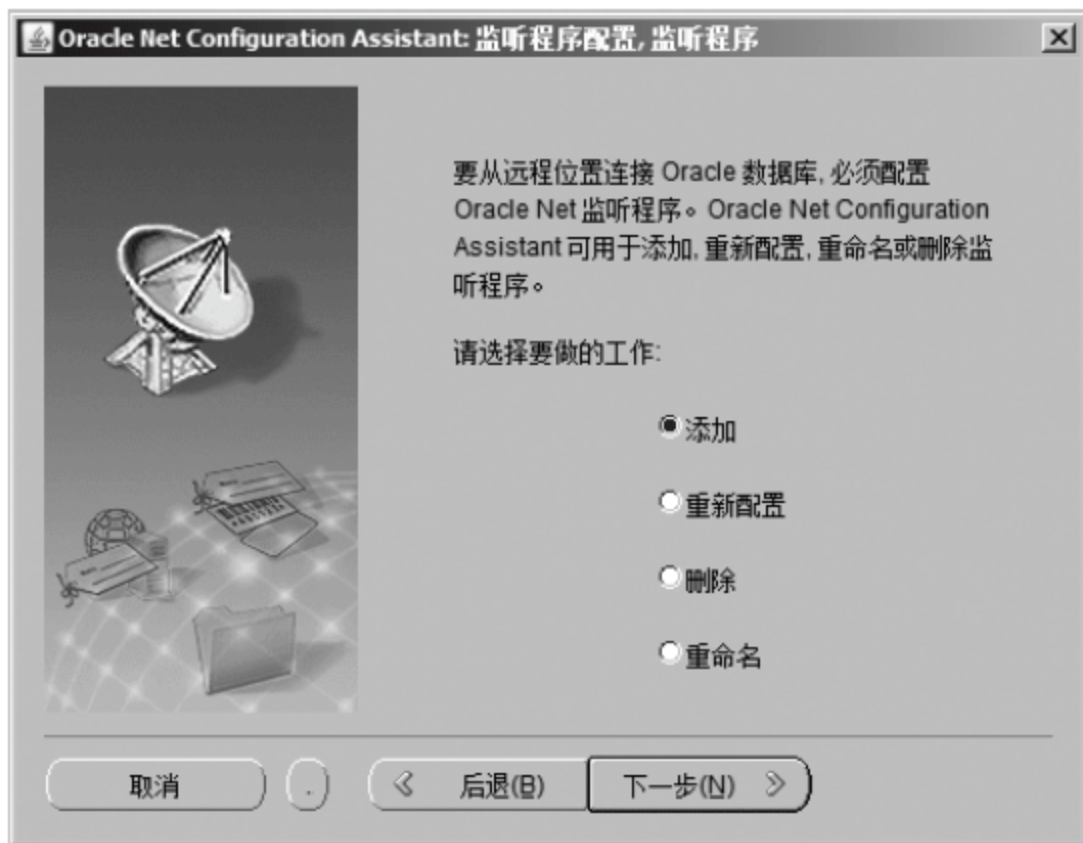 Oracle Net Configuration Assistant: 监听程序配置, 监听程序
要从远程位置连接 Oracle 数据库, 必须配置
Oracle Net 监听程序。Oracle Net Configuration
Assistant 可用于添加, 重新配置, 重命名或删除监
听程序。
请选择要做的工作:
添加
重新配置
删除
重命名
取消
.
后退(B)
下一步(N)